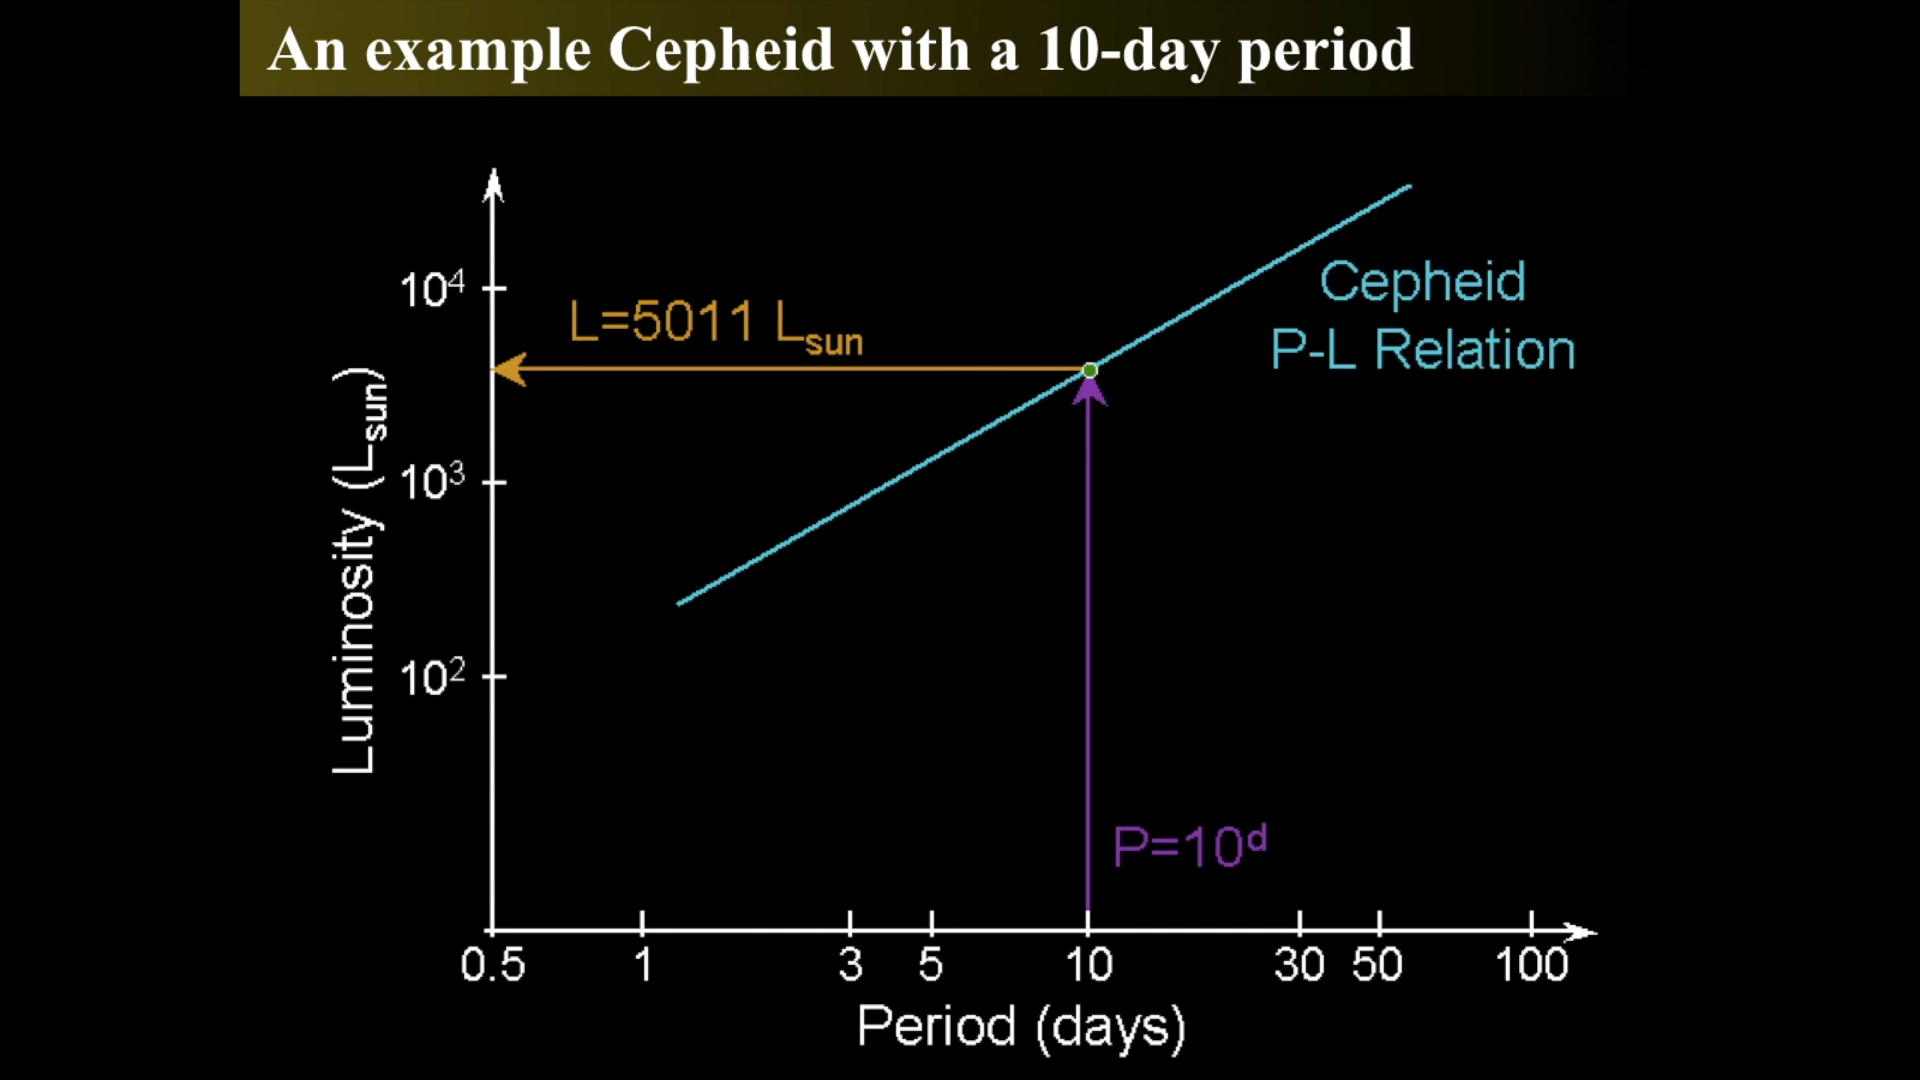 An example Cepheid with a 10-day period
10⁴
L=5011 Lsun
Cepheid
P-L Relation
Luminosity (Lsun)
10³
10²
P=10ᵈ
0.5 1 3 5 10 30 50 100
Period (days)